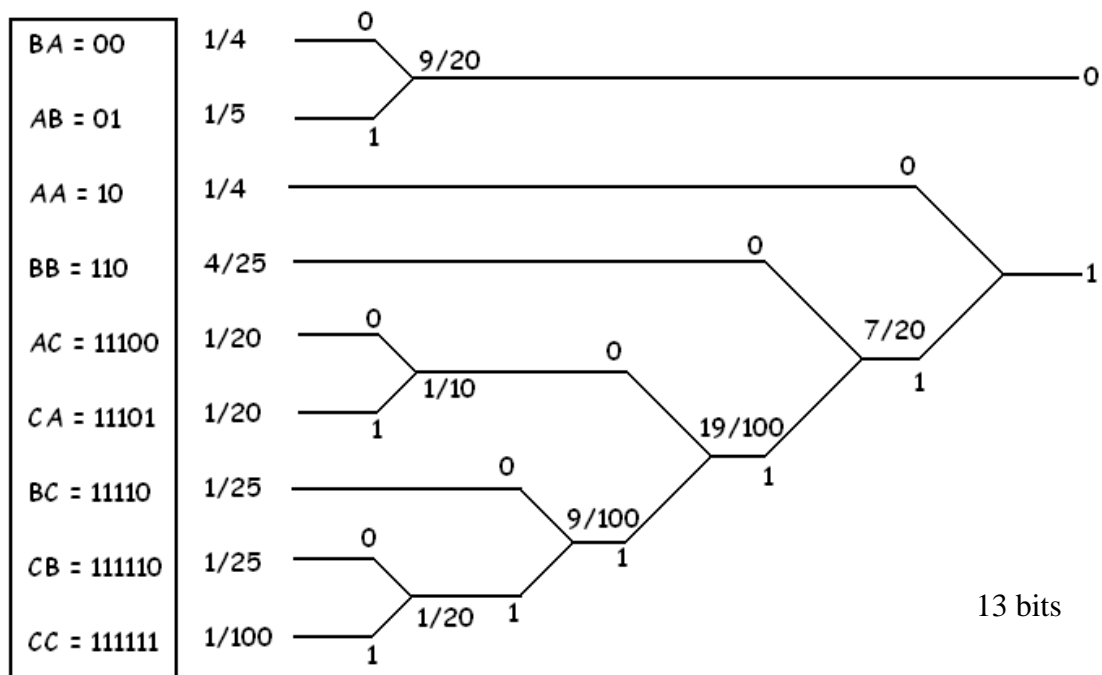 0
BA = 00 1/4
9/20
0
AB = 01 1/5
1
0
AA = 10 1/4
0
BB = 110 4/25
1
0
7/20
AC = 11100 1/20
0
1/10
1
CA = 11101 1/20
1
19/100
0
1
BC = 11110 1/25
9/100
0
1
CB = 111110 1/25
1/20
1
13 bits
CC = 111111 1/100
1